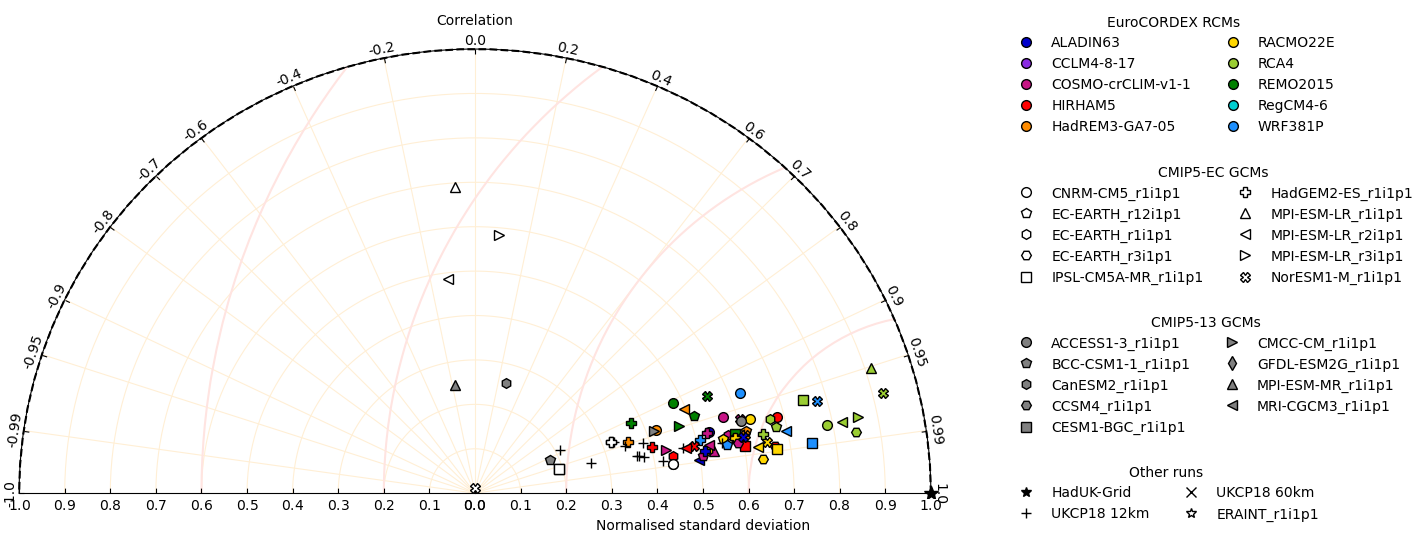 Correlation
0.0
-0.2
0.2
-0.4
0.4
-0.6
0.6
-0.7
0.7
-0.8
0.8
-0.9
0.9
-0.95
0.95
-0.99
0.99
-1.0
1.0
1.0 0.9 0.8 0.7 0.6 0.5 0.4 0.3 0.2 0.1 0.0 0.0 0.1 0.2 0.3 0.4 0.5 0.6 0.7 0.8 0.9 1.0
Normalised standard deviation
EuroCORDEX RCMs
ALADIN63
CCLM4-8-17
COSMO-crCLIM-v1-1
HIRHAM5
HadREM3-GA7-05
RACMO22E
RCA4
REMO2015
RegCM4-6
WRF381P
CMIP5-EC GCMs
CNRM-CM5_r1i1p1
EC-EARTH_r12i1p1
EC-EARTH_r1i1p1
EC-EARTH_r3i1p1
IPSL-CM5A-MR_r1i1p1
HadGEM2-ES_r1i1p1
MPI-ESM-LR_r1i1p1
MPI-ESM-LR_r2i1p1
MPI-ESM-LR_r3i1p1
NorESM1-M_r1i1p1
CMIP5-13 GCMs
ACCESS1-3_r1i1p1
BCC-CSM1-1_r1i1p1
CanESM2_r1i1p1
CCSM4_r1i1p1
CESM1-BGC_r1i1p1
CMCC-CM_r1i1p1
GFDL-ESM2G_r1i1p1
MPI-ESM-MR_r1i1p1
MRI-CGCM3_r1i1p1
Other runs
HadUK-Grid
UKCP18 12km
UKCP18 60km
ERAINT_r1i1p1